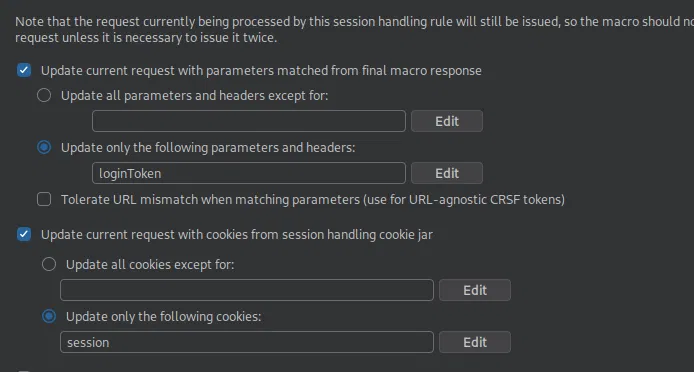 Note that the request currently being processed by this session handling rule will still be issued, so the macro should
request unless it is necessary to issue it twice.
Update current request with parameters matched from final macro response
Update all parameters and headers except for:
Edit
Update only the following parameters and headers:
loginToken
Edit
Tolerate URL mismatch when matching parameters (use for URL-agnostic CRSF tokens)
Update current request with cookies from session handling cookie jar
Update all cookies except for:
Edit
Update only the following cookies:
session
Edit